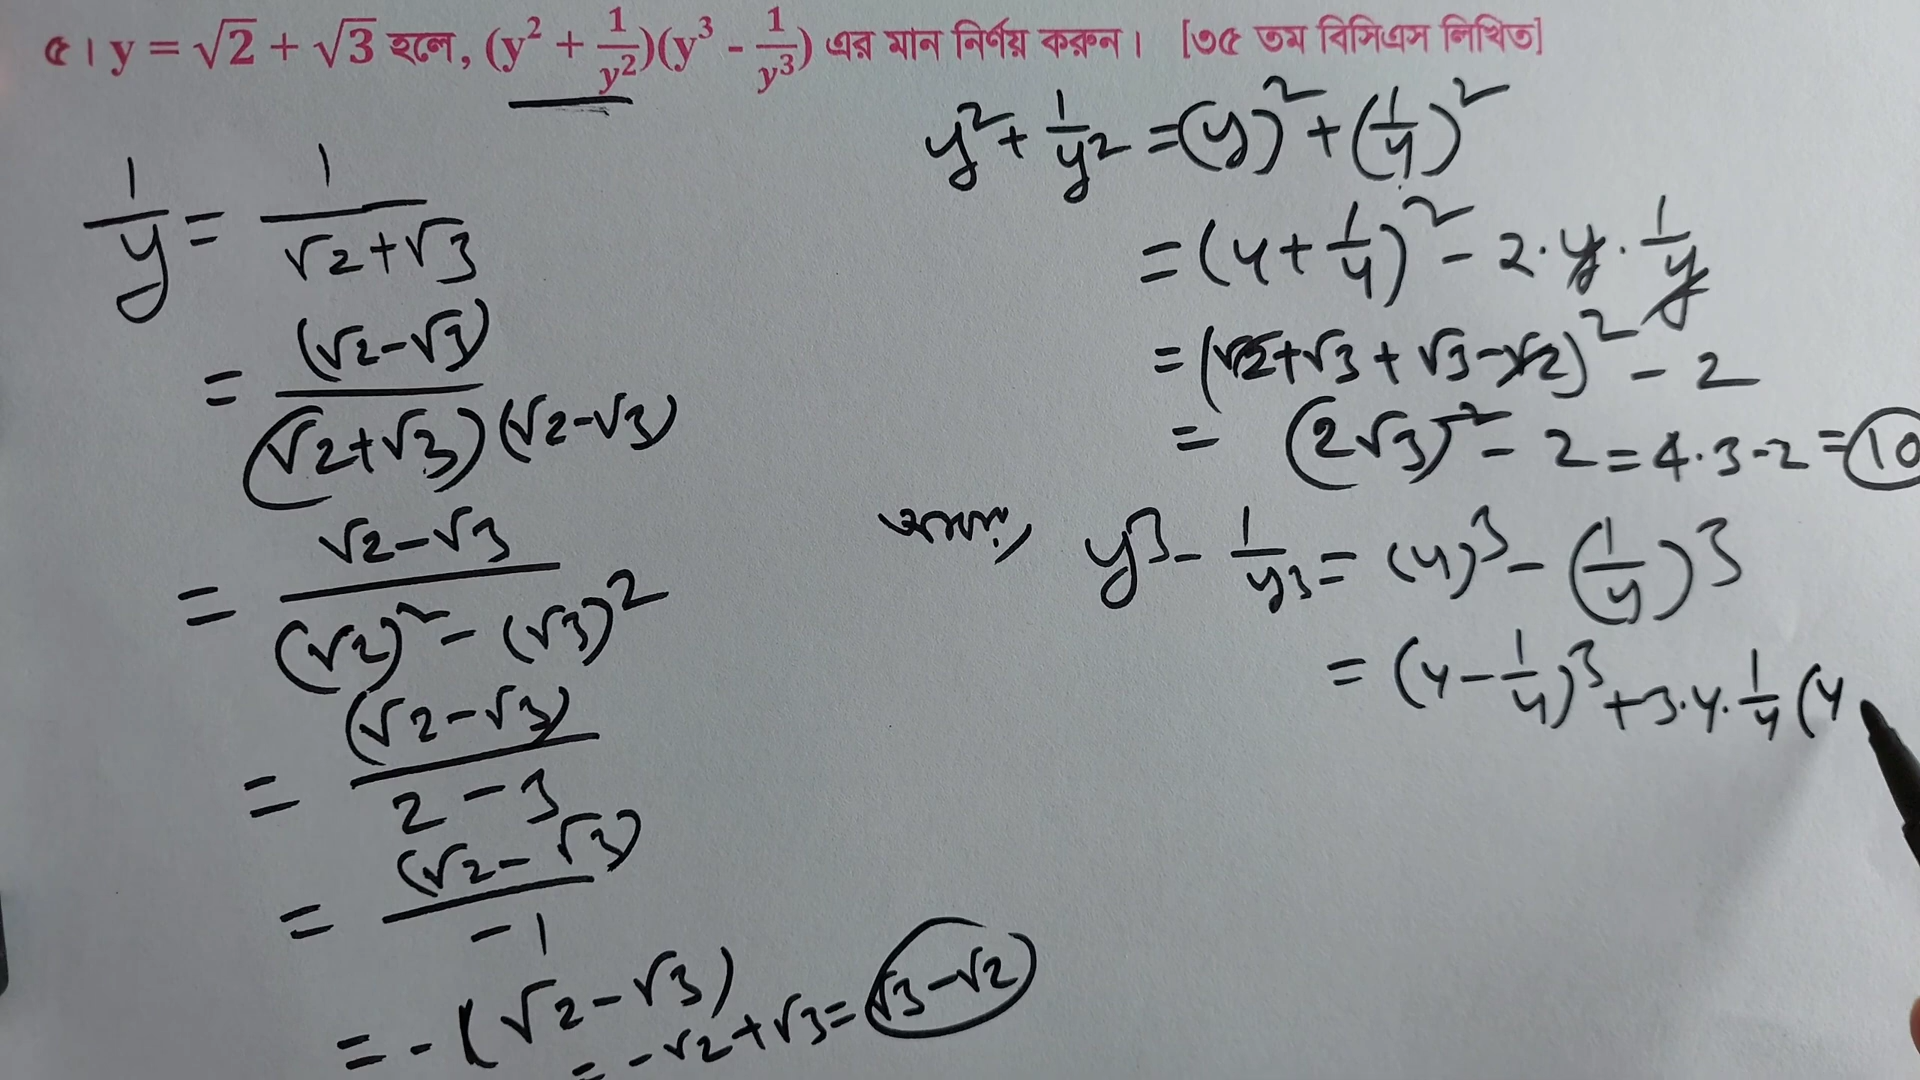 ৫। y = √2 + √3 হলে, (y² + 1/y²)(y³ - 1/y³) এর মান নির্ণয় করুন। [৩৫ তম বিসিএস লিখিত]
1/y = 1/(√2+√3)
= (√2-√3)/((√2+√3)(√2-√3))
= (√2-√3)/((√2)²-(√3)²)
= (√2-√3)/(2-3)
= (√2-√3)/(-1)
= -(√2-√3)
= -√2+√3 = √3-√2
y² + 1/y² = (y)² + (1/y)²
= (y + 1/y)² - 2·y·1/y
= (√2+√3+√3-√2)² - 2
= (2√3)² - 2 = 4·3-2 = 10
y³ - 1/y³ = (y)³ - (1/y)³
= (y - 1/y)³ + 3·y·1/y (y